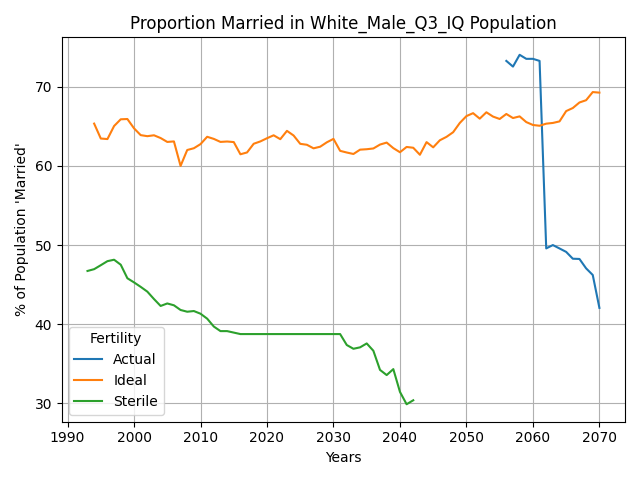 Proportion Married in White_Male_Q3_IQ Population
% of Population 'Married'
70
60
50
40
30
Fertility
Actual
Ideal
Sterile
1990 2000 2010 2020 2030 2040 2050 2060 2070
Years